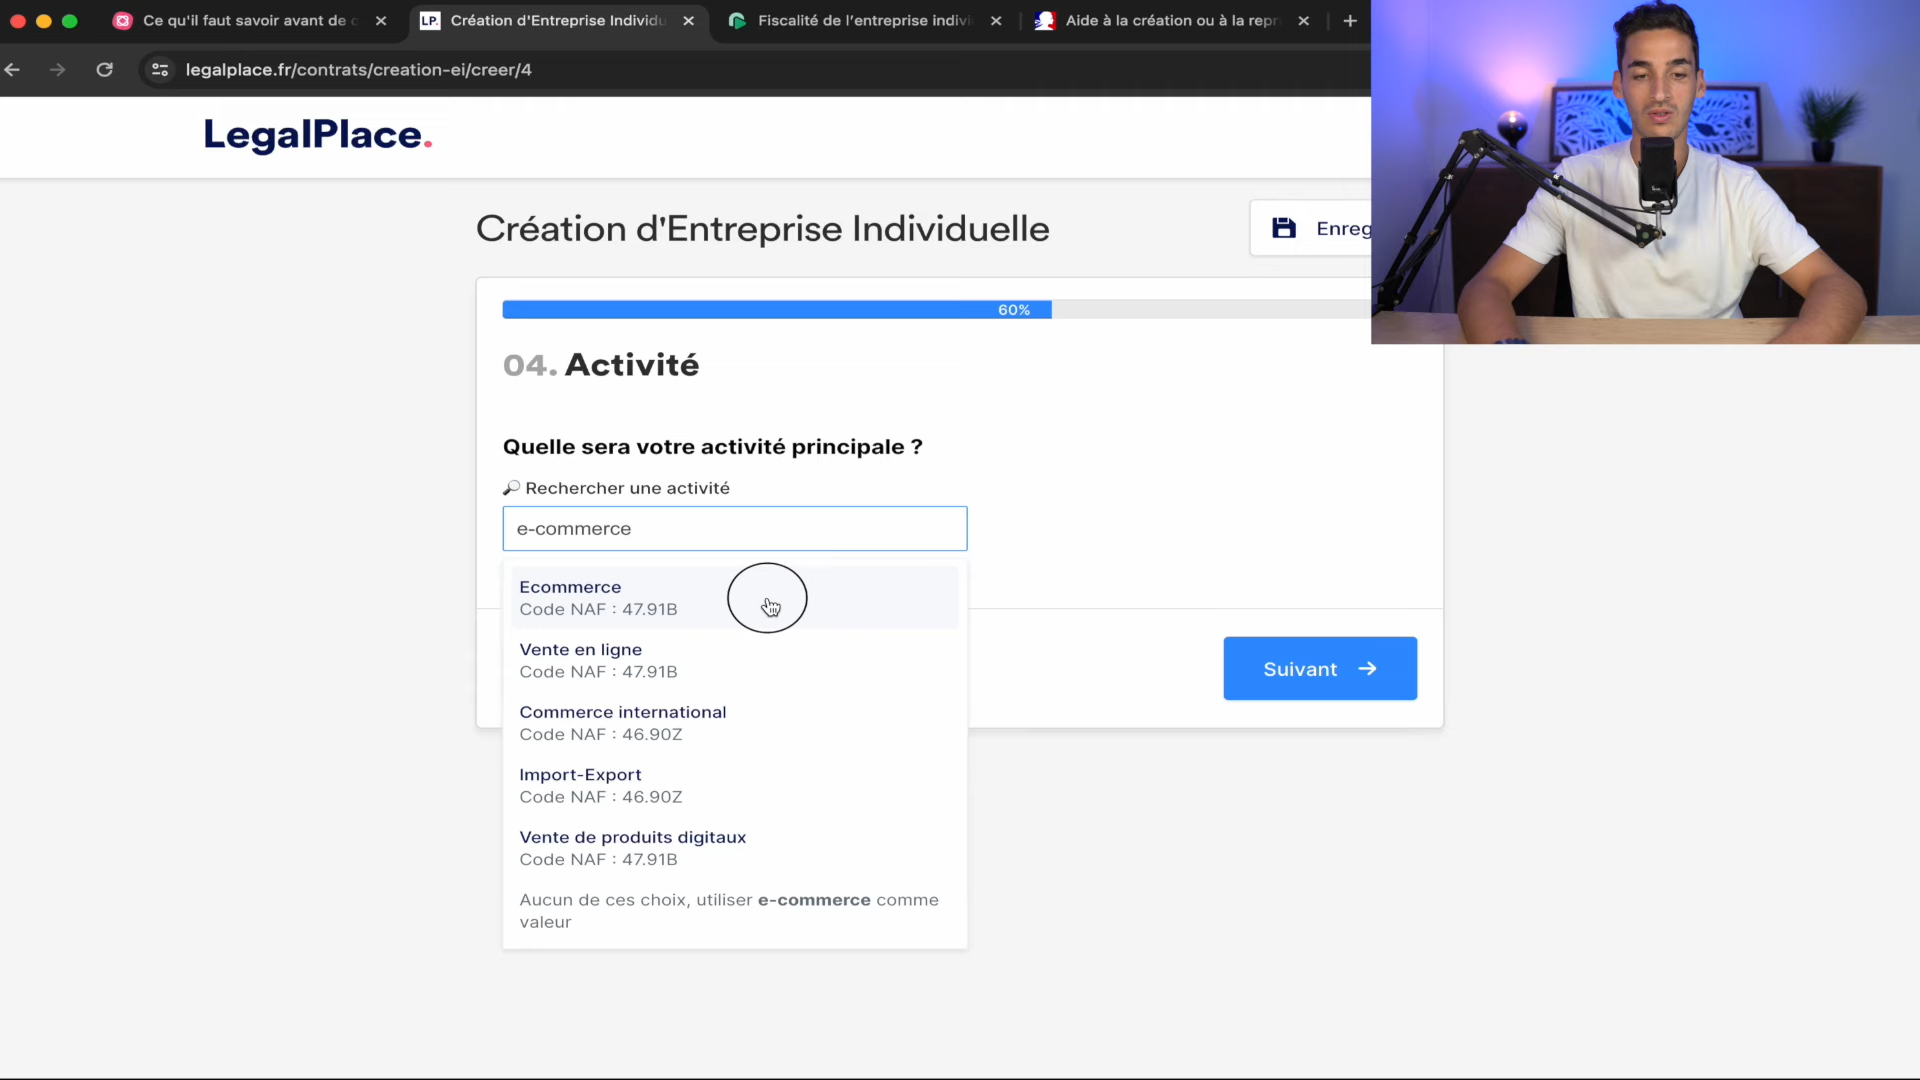 Ce qu'il faut savoir avant de
Création d'Entreprise Individu
Fiscalité de l'entreprise indivi
Aide à la création ou à la repr
legalplace.fr/contrats/creation-ei/creer/4
LegalPlace.
Création d'Entreprise Individuelle
Enreg
60%
04. Activité
Quelle sera votre activité principale ?
Rechercher une activité
e-commerce
Ecommerce
Code NAF : 47.91B
Vente en ligne
Code NAF : 47.91B
Commerce international
Code NAF : 46.90Z
Import-Export
Code NAF : 46.90Z
Vente de produits digitaux
Code NAF : 47.91B
Aucun de ces choix, utiliser e-commerce comme
valeur
Suivant
LP.